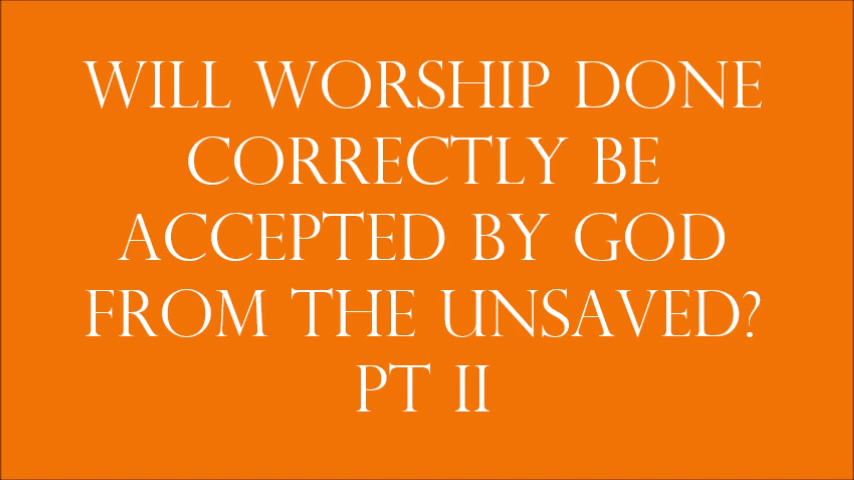 WILL WORSHIP DONE
CORRECTLY BE
ACCEPTED BY GOD
FROM THE UNSAVED?
PT II